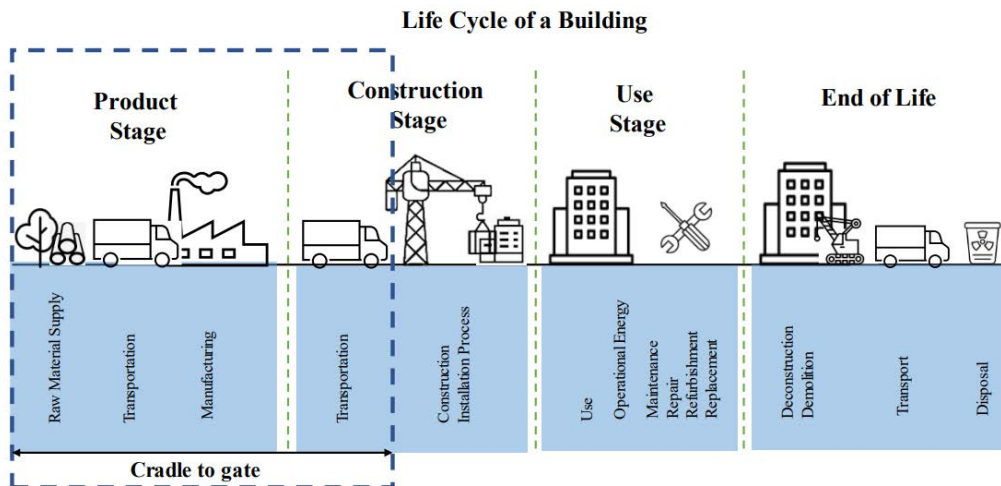 Life Cycle of a Building
Product
Stage
Construction
Stage
Use
Stage
End of Life
Raw Material Supply
Transportation
Manufacturing
Transportation
Construction
Installation Process
Use
Operational Energy
Maintenance
Repair
Refurbishment
Replacement
Deconstruction
Demolition
Transport
Disposal
Cradle to gate